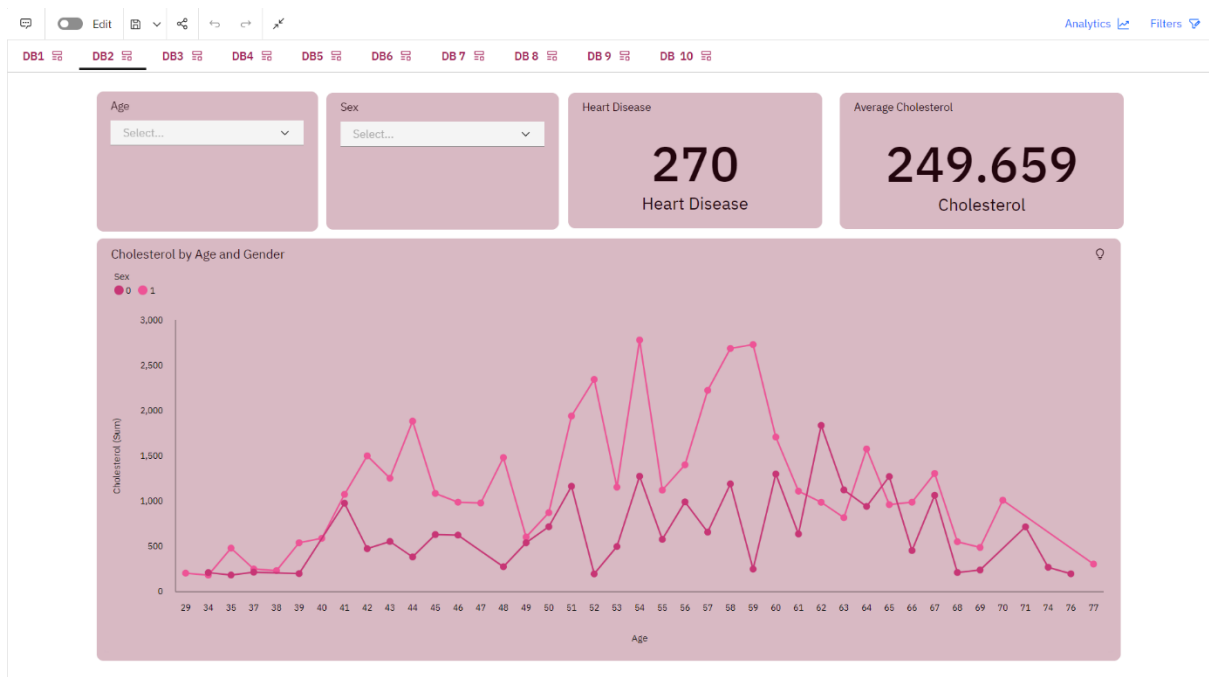 Edit
Analytics
Filters
DB1
DB2
DB3
DB4
DB5
DB6
DB 7
DB 8
DB 9
DB 10
Age
Select...
Sex
Select...
Heart Disease
270
Heart Disease
Average Cholesterol
249.659
Cholesterol
Cholesterol by Age and Gender
Sex
0 1
3,000
2,500
2,000
1,500
1,000
500
0
Cholesterol (Sum)
29 34 35 37 38 39 40 41 42 43 44 45 46 47 48 49 50 51 52 53 54 55 56 57 58 59 60 61 62 63 64 65 66 67 68 69 70 71 74 76 77
Age